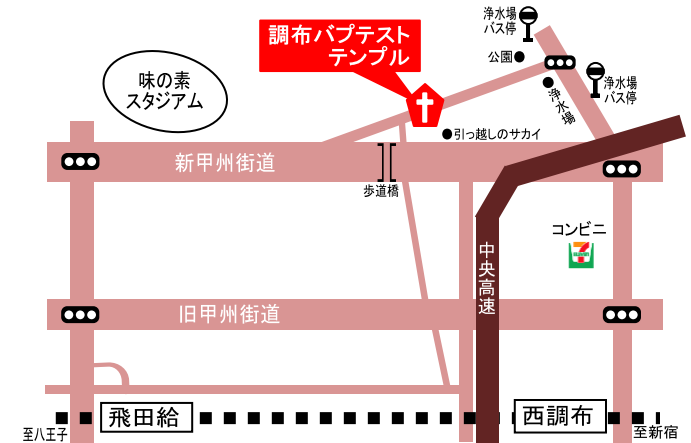 浄水場
バス停
調布バプテスト
テンプル
公園
浄水場
バス停
味の素
スタジアム
浄水場
引っ越しのサカイ
新甲州街道
歩道橋
コンビニ
中央高速
旧甲州街道
飛田給
西調布
至八王子
至新宿